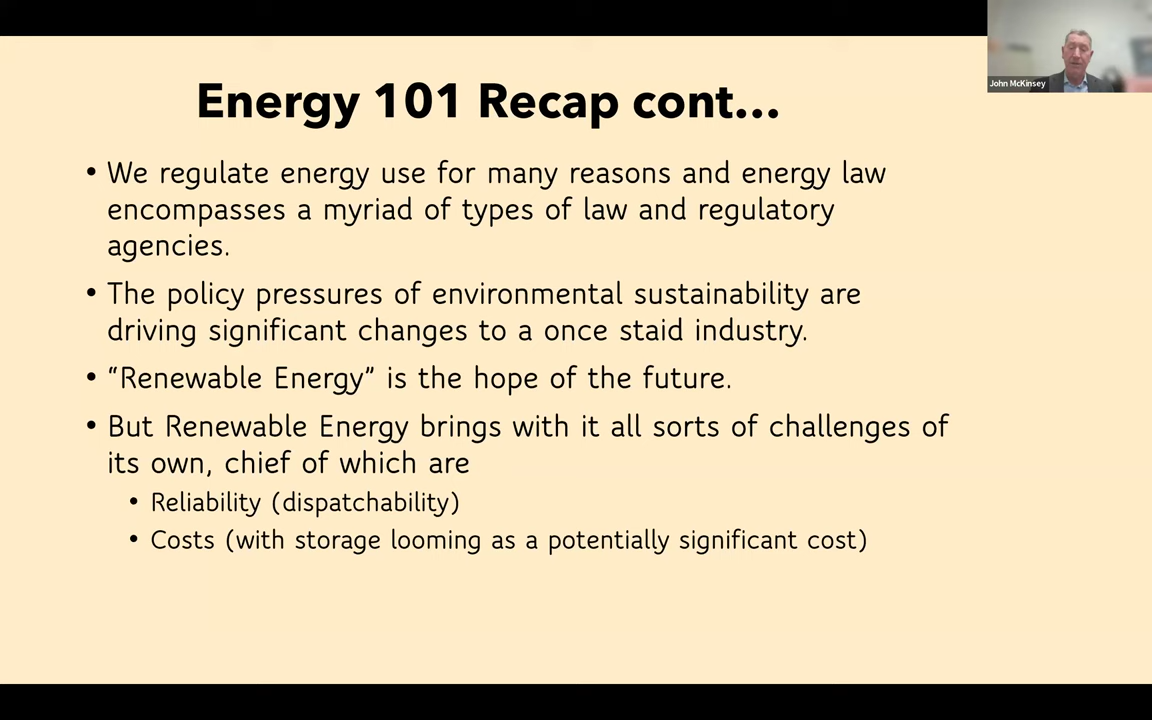 Energy 101 Recap cont...
John McKinsey
• We regulate energy use for many reasons and energy law
encompasses a myriad of types of law and regulatory
agencies.
• The policy pressures of environmental sustainability are
driving significant changes to a once staid industry.
• “Renewable Energy” is the hope of the future.
• But Renewable Energy brings with it all sorts of challenges of
its own, chief of which are
• Reliability (dispatchability)
• Costs (with storage looming as a potentially significant cost)